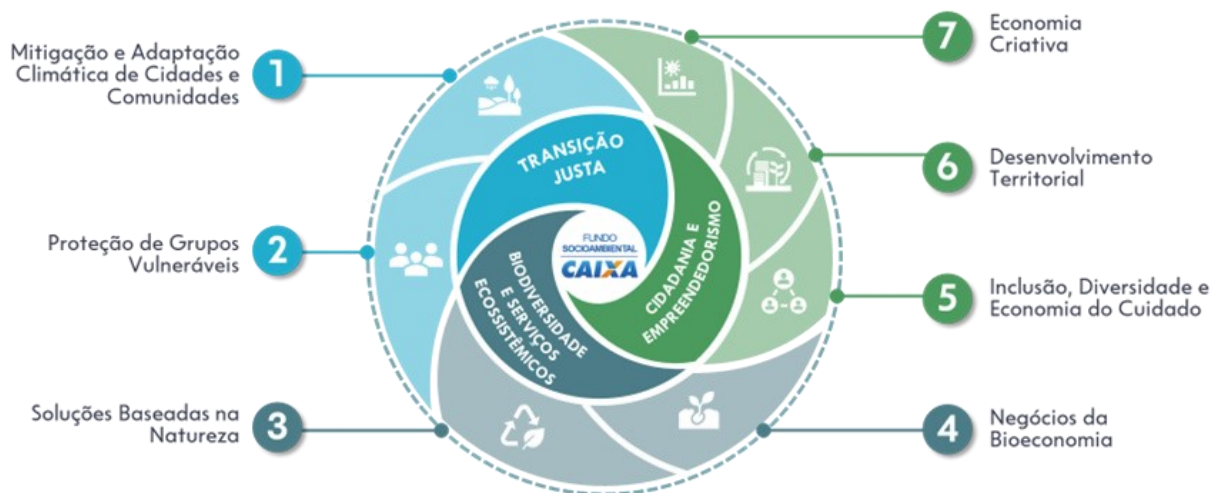 Mitigação e Adaptação
Climática de Cidades e
Comunidades
1
Proteção de Grupos
Vulneráveis
2
Soluções Baseadas na
Natureza
3
TRANSIÇÃO
JUSTA
FUNDO
SOCIOAMBIENTAL
CAIXA
BIODIVERSIDADE
E SERVIÇOS
ECOSSISTÊMICOS
CIDADANIA E
EMPREENDEDORISMO
7
Economia
Criativa
6
Desenvolvimento
Territorial
5
Inclusão, Diversidade e
Economia do Cuidado
4
Negócios da
Bioeconomia